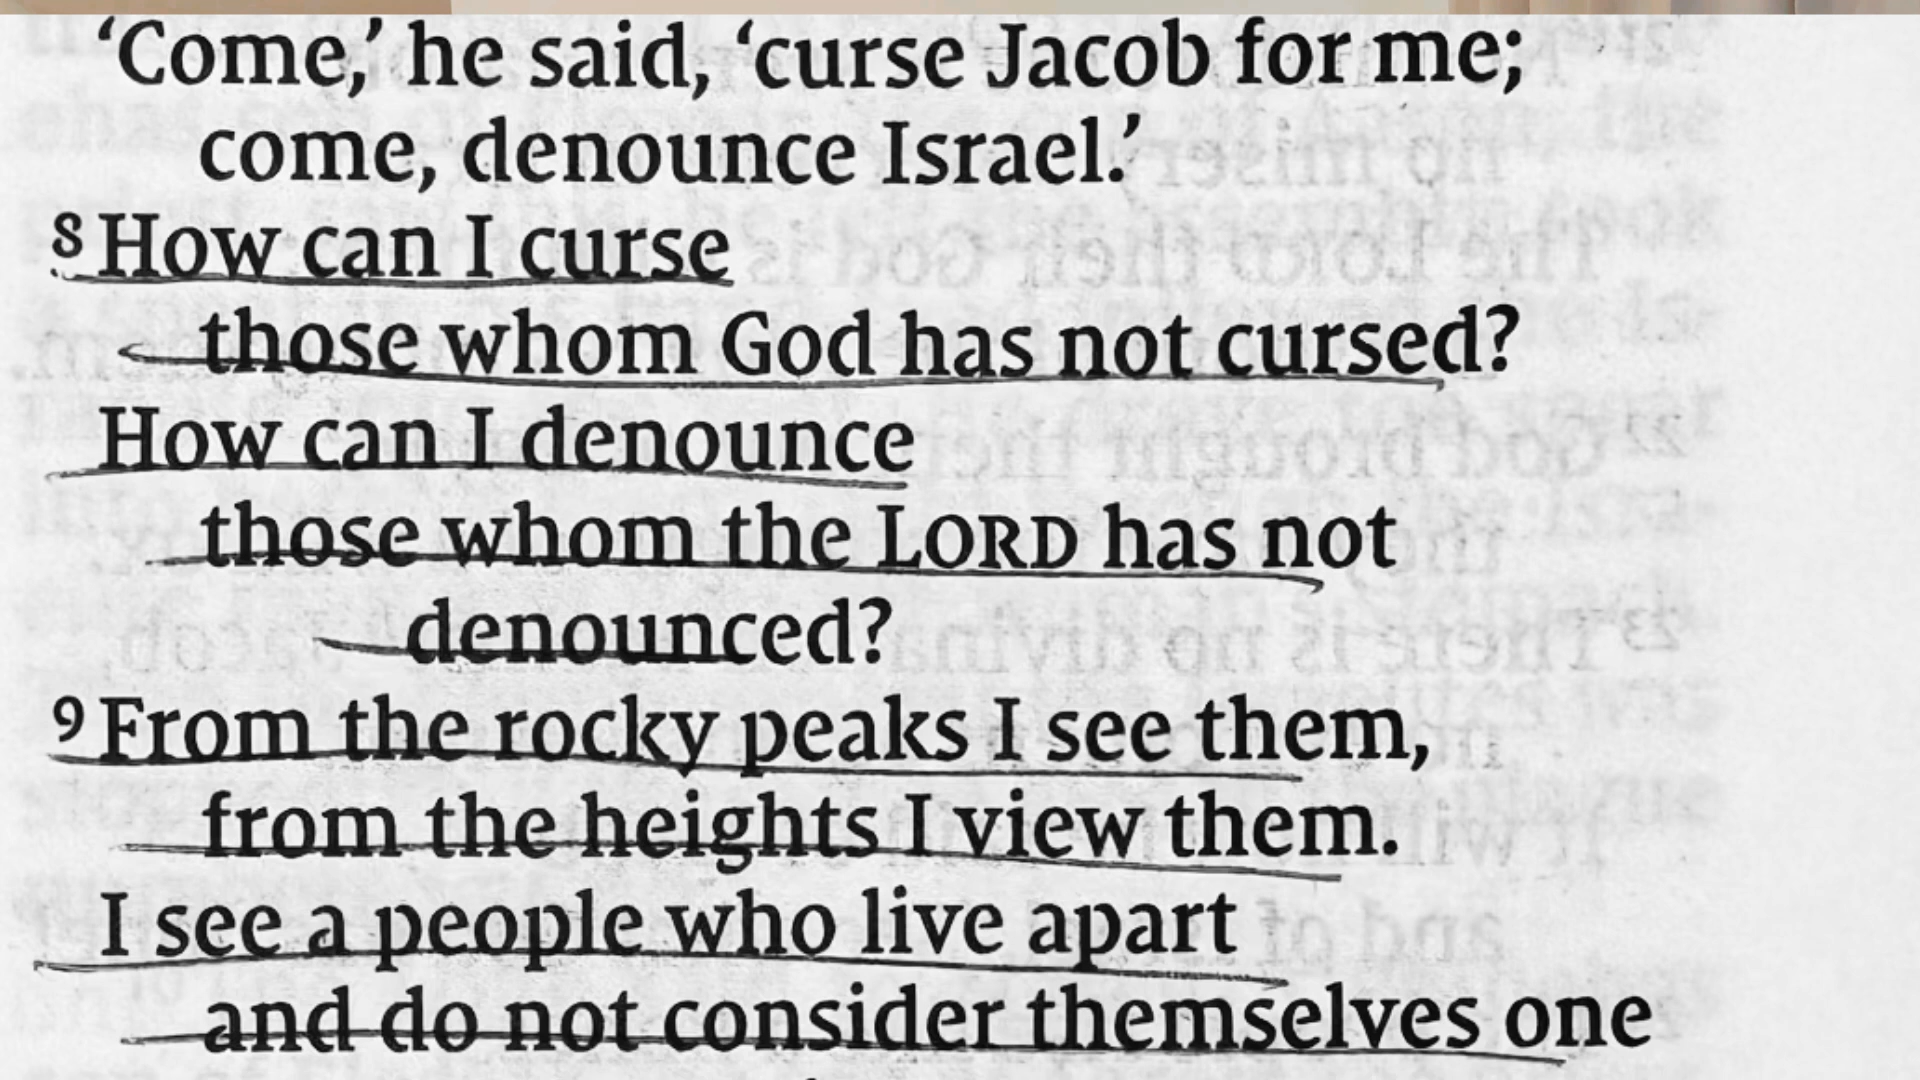 ‘Come,’ he said, ‘curse Jacob for me;
come, denounce Israel.’
8 How can I curse
those whom God has not cursed?
How can I denounce
those whom the LORD has not
denounced?
9 From the rocky peaks I see them,
from the heights I view them.
I see a people who live apart
and do not consider themselves one